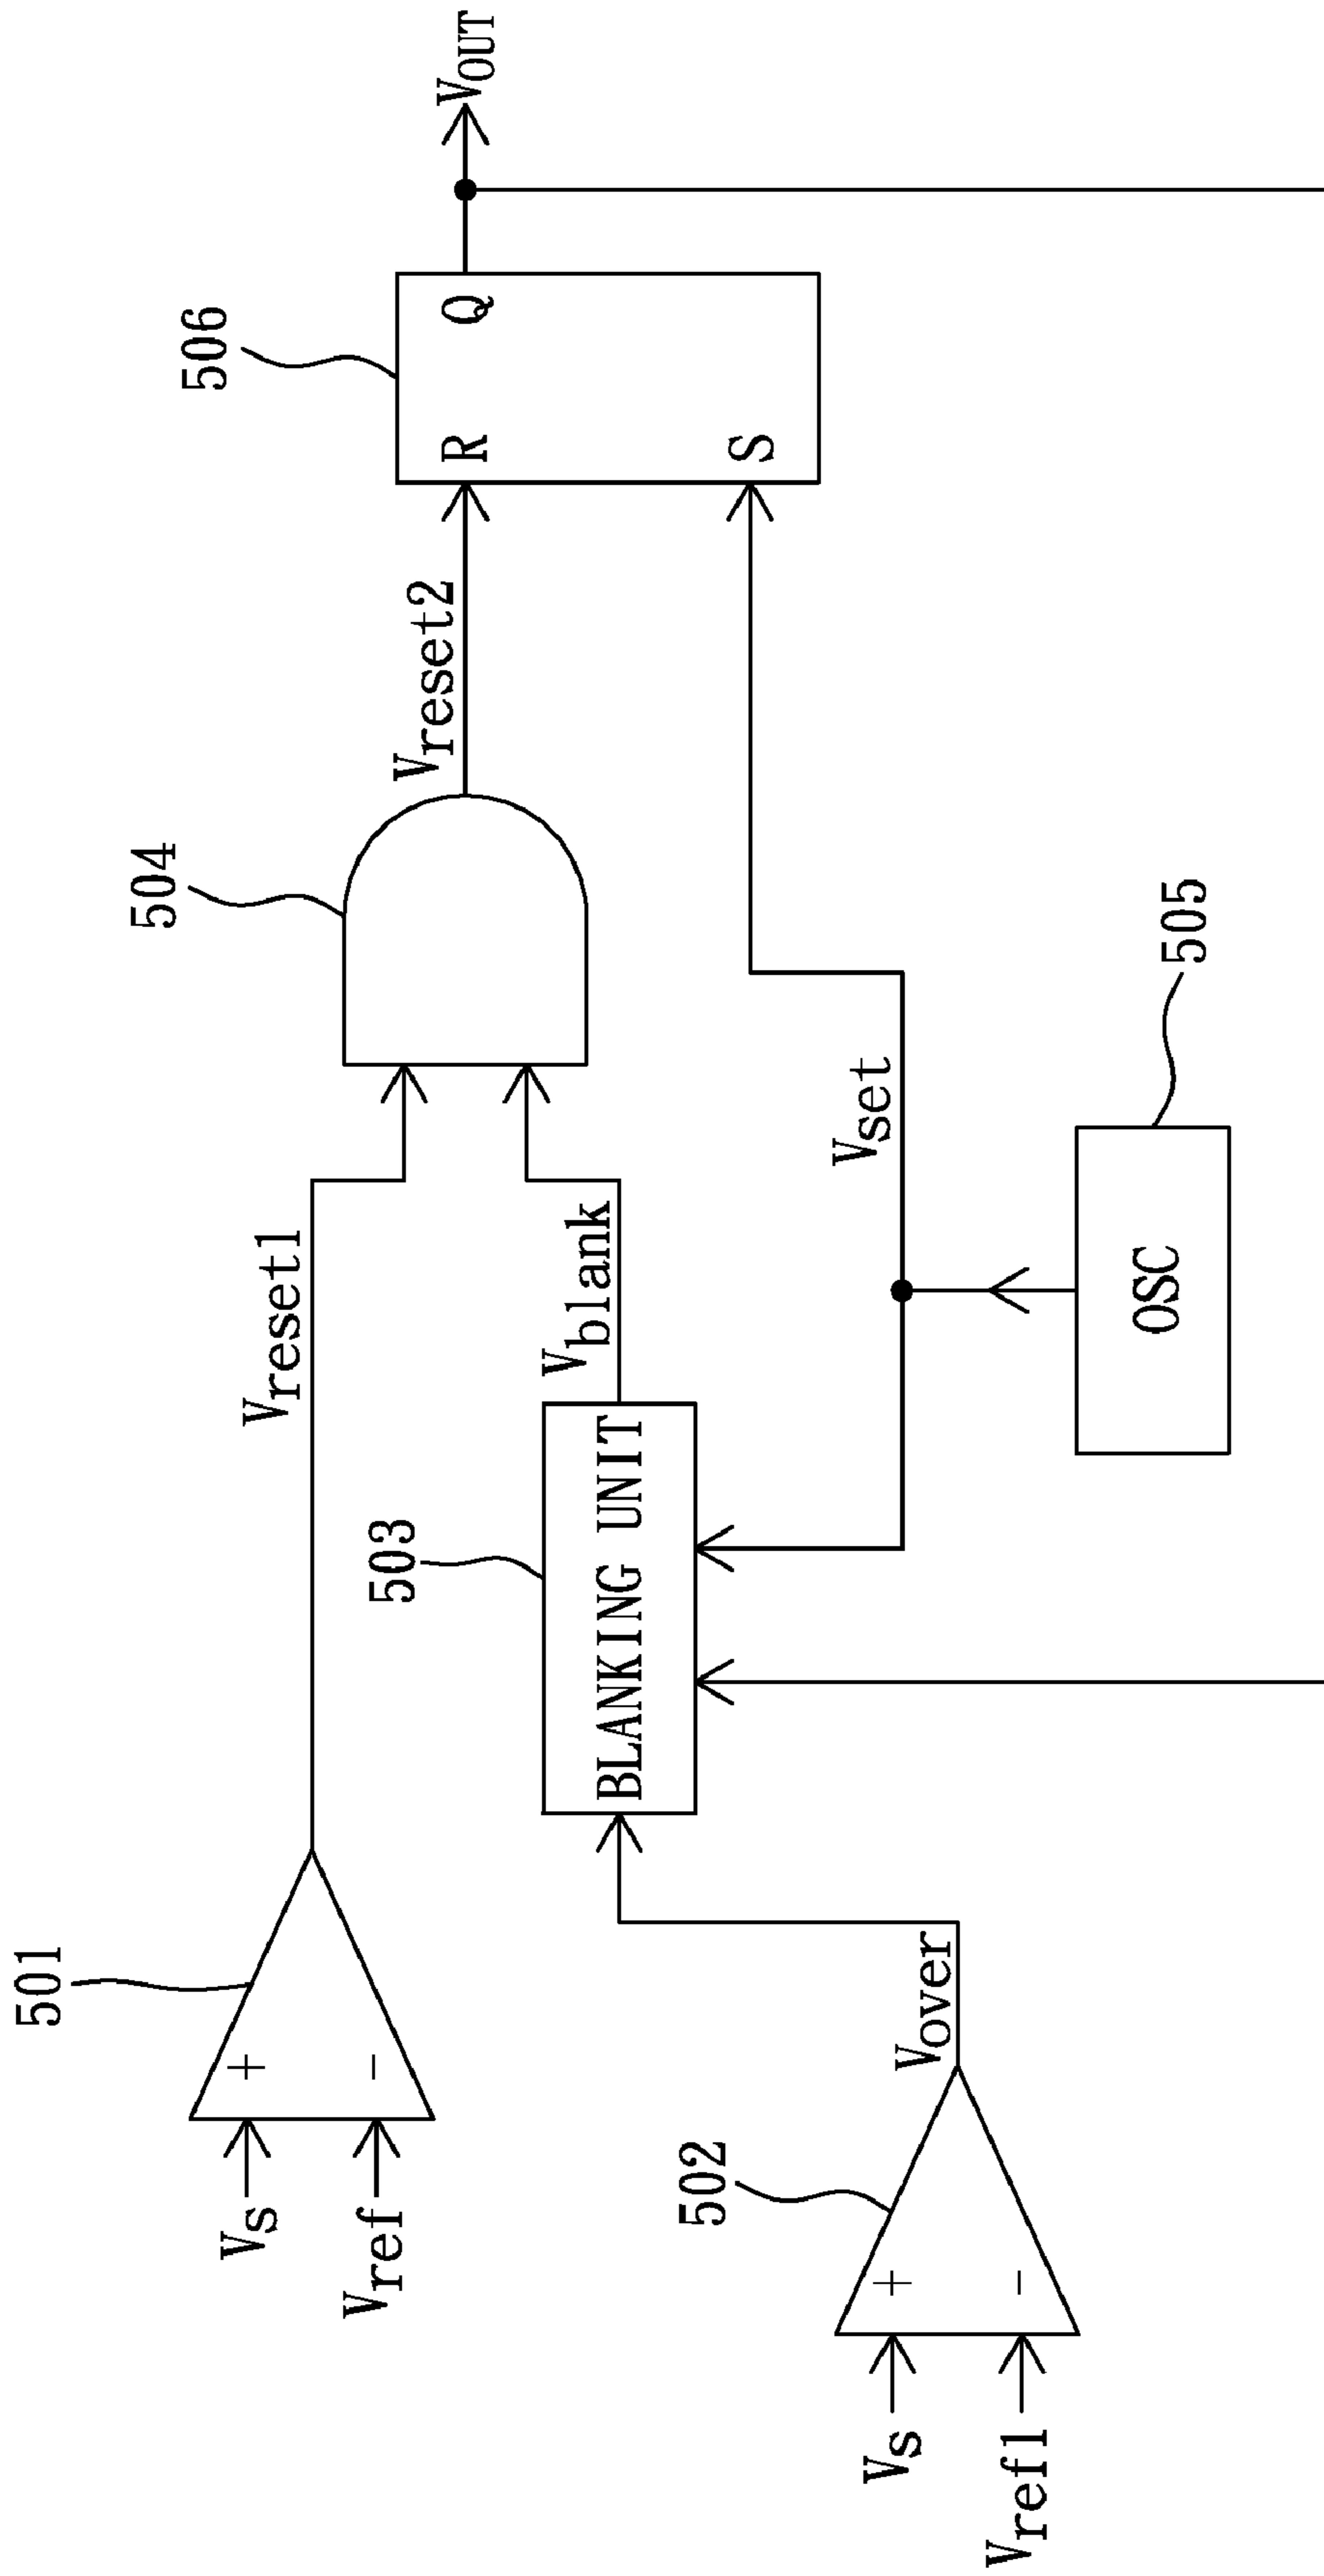 501
VS
+
Vref
-
Vreset1
504
Vreset2
506
R
Q
S
VOUT
503
BLANKING UNIT
Vblank
Vset
502
VS
+
Vref1
-
Vover
OSC
505